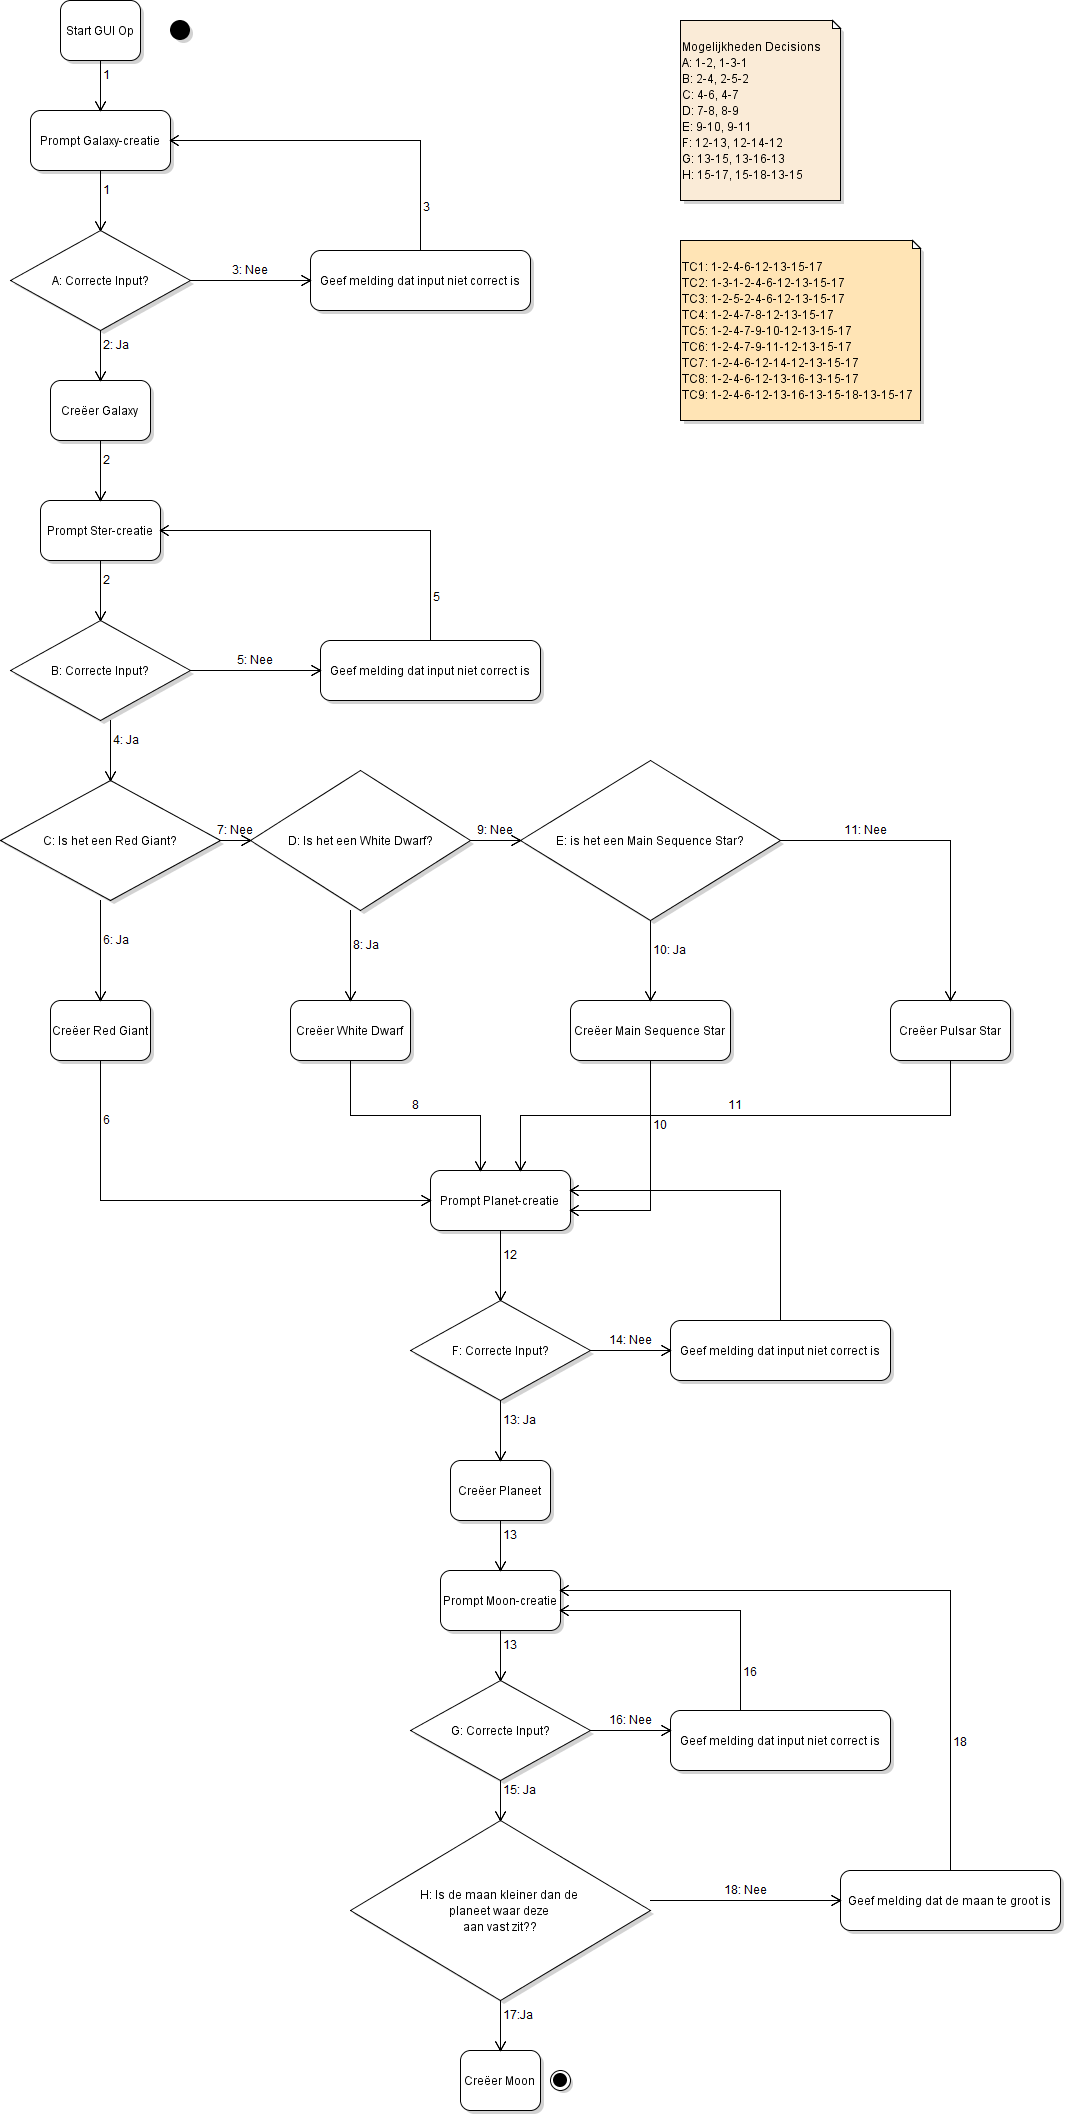 Start GUI Op
1
Prompt Galaxy-creatie
1
3
A: Correcte Input?
3: Nee
Geef melding dat input niet correct is
2: Ja
Creëer Galaxy
2
Prompt Ster-creatie
2
5
B: Correcte Input?
5: Nee
Geef melding dat input niet correct is
4: Ja
C: Is het een Red Giant?
7: Nee
D: Is het een White Dwarf?
9: Nee
E: is het een Main Sequence Star?
11: Nee
6: Ja
8: Ja
10: Ja
Creëer Red Giant
Creëer White Dwarf
Creëer Main Sequence Star
Creëer Pulsar Star
6
8
10
11
Prompt Planet-creatie
12
F: Correcte Input?
14: Nee
Geef melding dat input niet correct is
13: Ja
Creëer Planeet
13
Prompt Moon-creatie
13
16
G: Correcte Input?
16: Nee
Geef melding dat input niet correct is
18
15: Ja
H: Is de maan kleiner dan de
planeet waar deze
aan vast zit??
18: Nee
Geef melding dat de maan te groot is
17:Ja
Creëer Moon
Mogelijkheden Decisions
A: 1-2, 1-3-1
B: 2-4, 2-5-2
C: 4-6, 4-7
D: 7-8, 8-9
E: 9-10, 9-11
F: 12-13, 12-14-12
G: 13-15, 13-16-13
H: 15-17, 15-18-13-15
TC1: 1-2-4-6-12-13-15-17
TC2: 1-3-1-2-4-6-12-13-15-17
TC3: 1-2-5-2-4-6-12-13-15-17
TC4: 1-2-4-7-8-12-13-15-17
TC5: 1-2-4-7-9-10-12-13-15-17
TC6: 1-2-4-7-9-11-12-13-15-17
TC7: 1-2-4-6-12-14-12-13-15-17
TC8: 1-2-4-6-12-13-16-13-15-17
TC9: 1-2-4-6-12-13-16-13-15-18-13-15-17